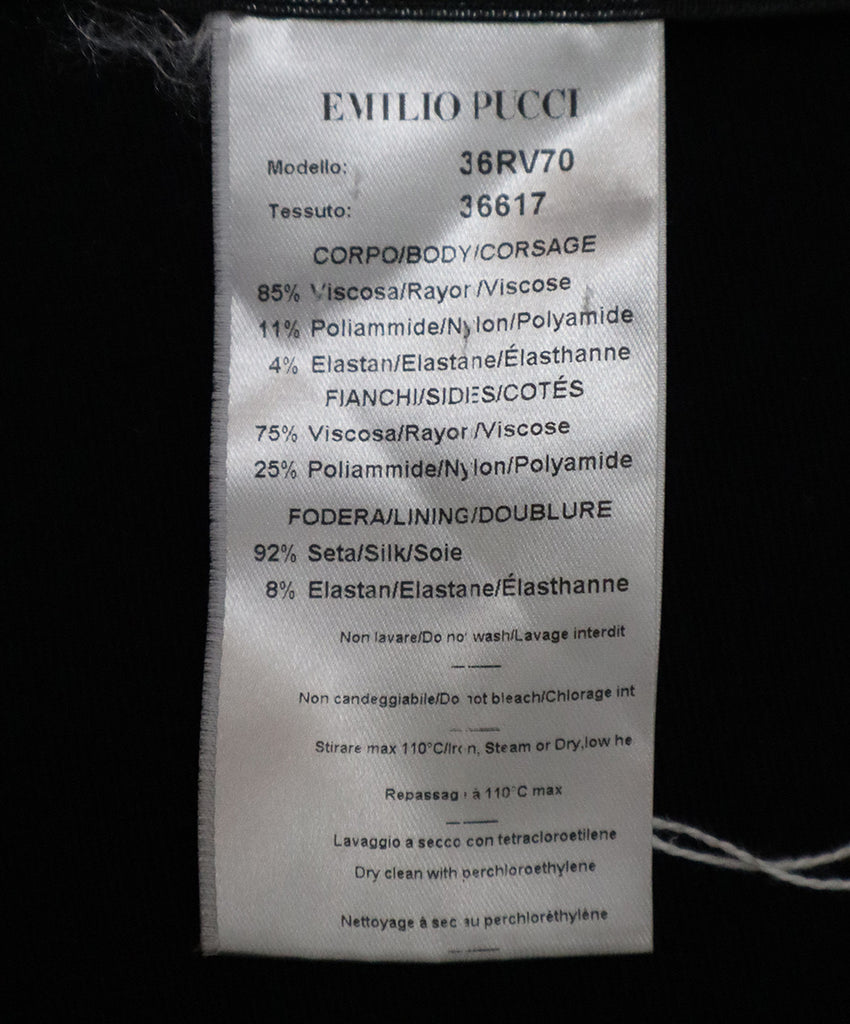 EMILIO PUCCI
Modello: 36RV70
Tessuto: 36617
CORPO/BODY/CORSAGE
85% Viscosa/Rayon/Viscose
11% Poliammide/Nylon/Polyamide
4% Elastan/Elastane/Élasthanne
FIANCHI/SIDES/COTÉS
75% Viscosa/Rayon/Viscose
25% Poliammide/Nylon/Polyamide
FODERA/LINING/DOUBLURE
92% Seta/Silk/Soie
8% Elastan/Elastane/Élasthanne
Non lavare/Do not wash/Lavage interdit
Non candeggiabile/Do not bleach/Chlorage int
Stirare max 110°C/Iron, Steam or Dry,low he
Repassage à 110°C max
Lavaggio a secco con tetracloroetilene
Dry clean with perchloroethylene
Nettoyage à sec au perchloréthylène